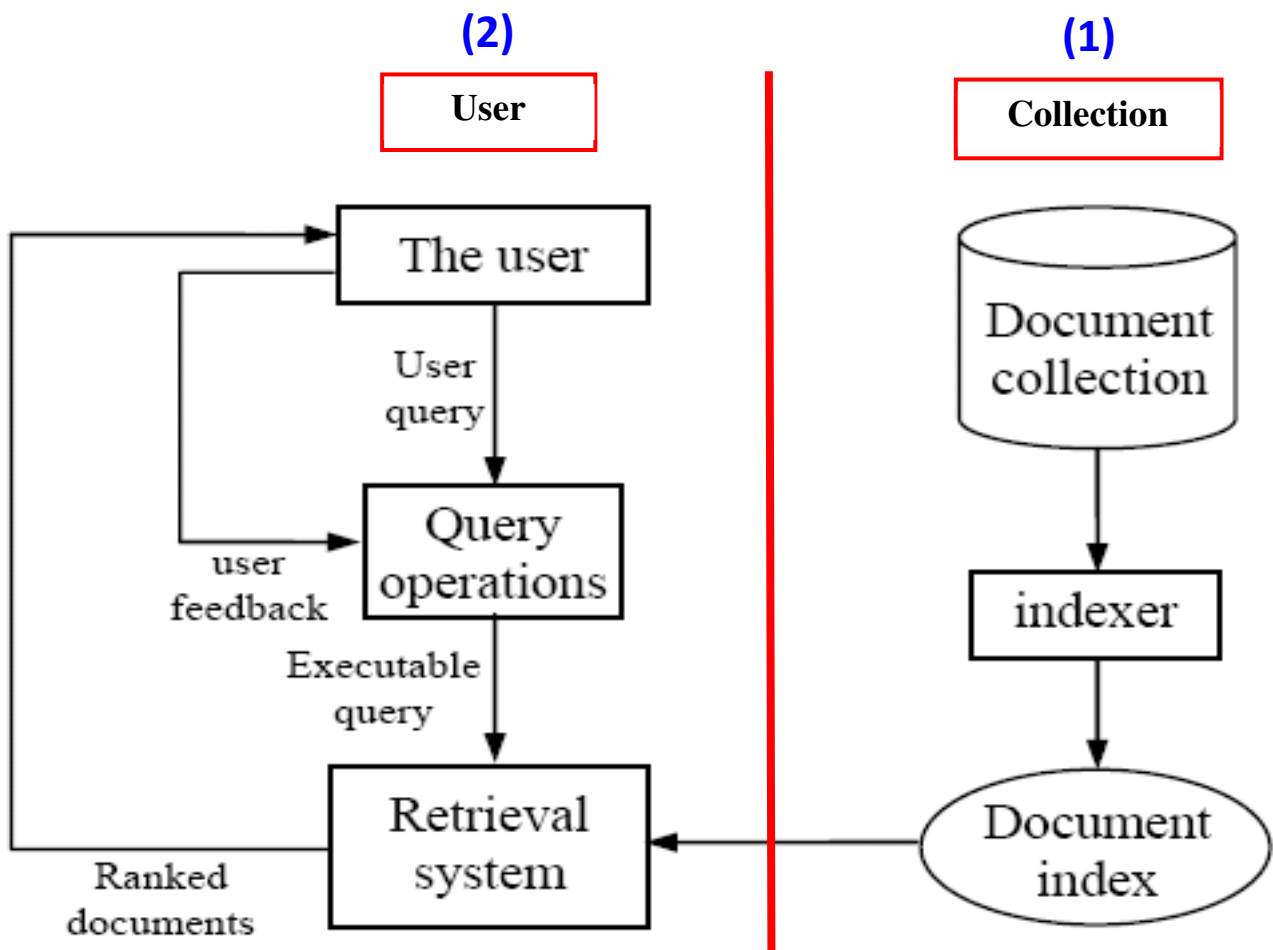 (2)
(1)
User
Collection
The user
User
query
Query
operations
user
feedback
Executable
query
Retrieval
system
Ranked
documents
Document
collection
indexer
Document
index